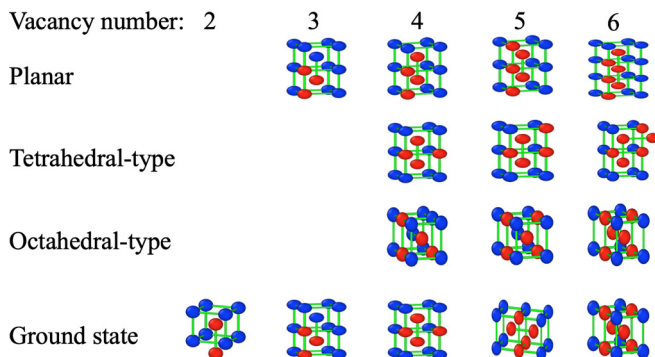 Vacancy number: 2 3 4 5 6
Planar
Tetrahedral-type
Octahedral-type
Ground state